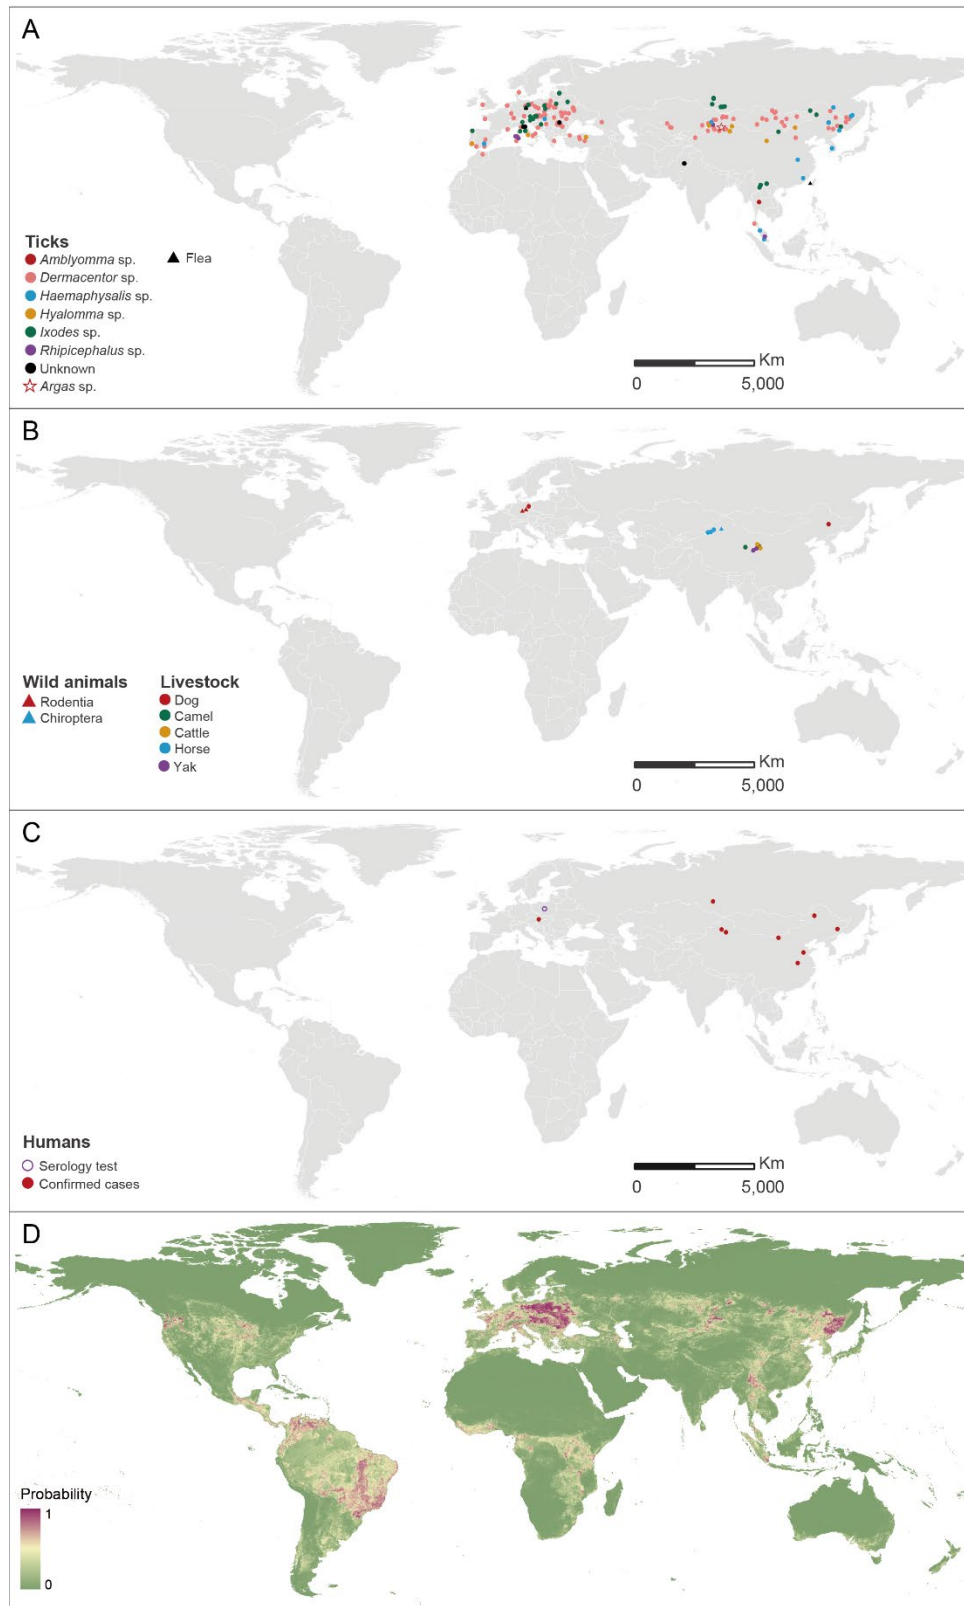 A
Ticks
Amblyomma sp.
Dermacentor sp.
Haemaphysalis sp.
Hyalomma sp.
Ixodes sp.
Rhipicephalus sp.
Unknown
Argas sp.
Flea
Km
0 5,000
B
Wild animals
Rodentia
Chiroptera
Livestock
Dog
Camel
Cattle
Horse
Yak
Km
0 5,000
C
Humans
Serology test
Confirmed cases
Km
0 5,000
D
Probability
1
0